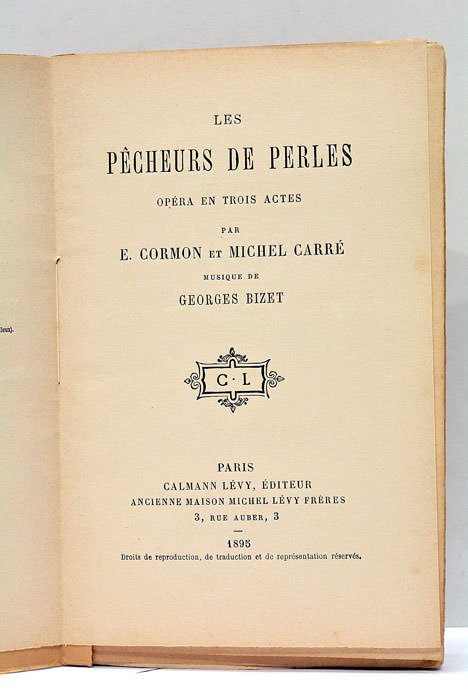 LES
PÊCHEURS DE PERLES
OPÉRA EN TROIS ACTES
PAR
E. CORMON ET MICHEL CARRÉ
MUSIQUE DE
GEORGES BIZET
C · L
PARIS
CALMANN LÉVY, ÉDITEUR
ANCIENNE MAISON MICHEL LÉVY FRÈRES
3, RUE AUBER, 3
1895
Droits de reproduction, de traduction et de représentation réservés.